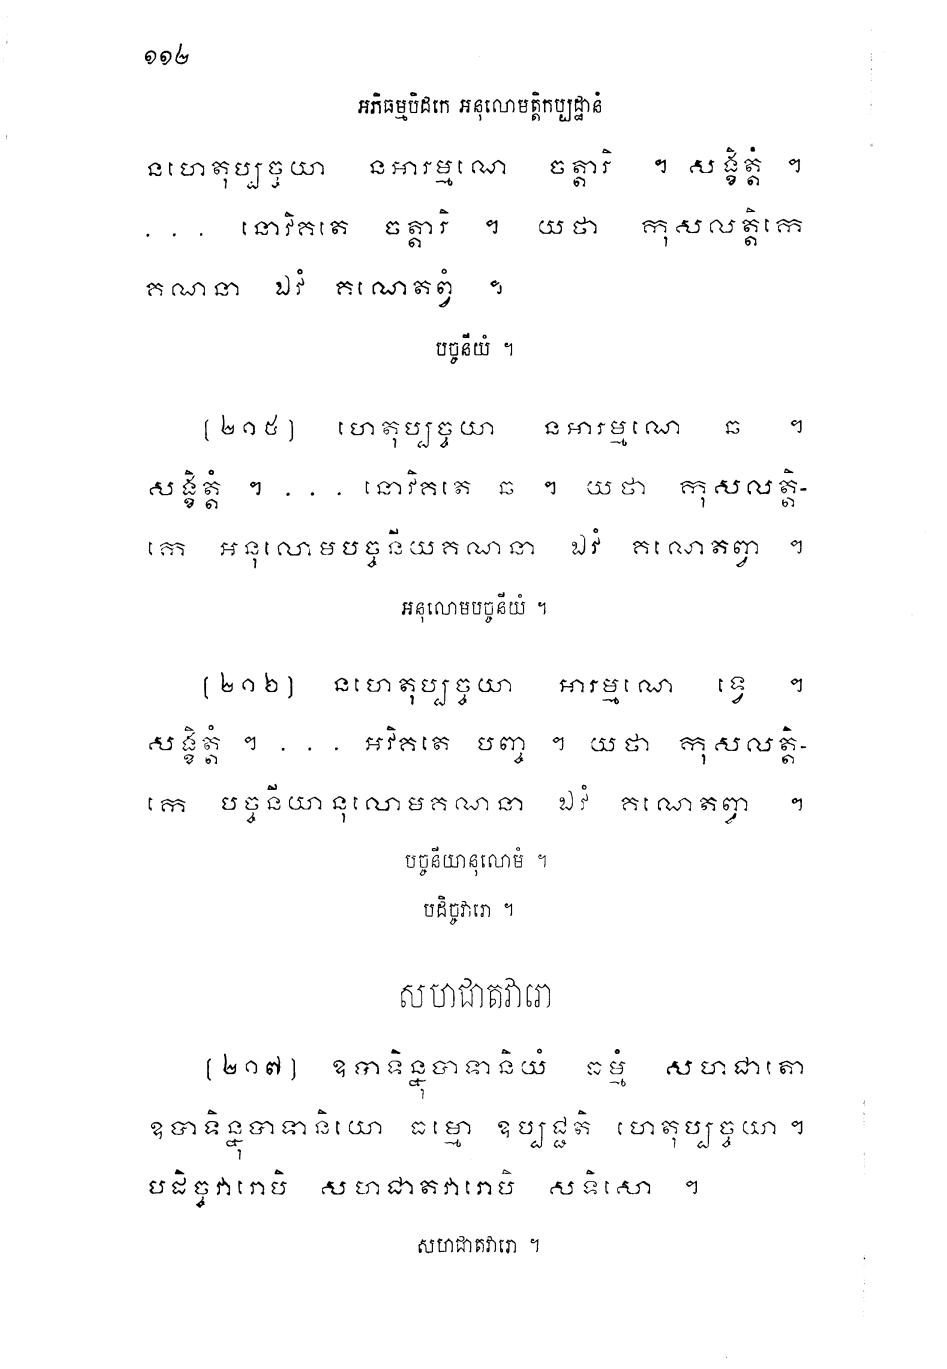 ១១២
អភិធម្មបិដកេ អនុលោមត្តិកប្បដ្ឋានំ
នហេតុប្បច្ចយា នអារម្មណេ ចត្តារិ ។ សង្ខិត្តំ ។
. . . នោវិគតេ ចត្តារិ ។ យថា កុសលត្តិកេ
គណនា ឯវំ គណេតព្វំ ។
បច្ចនីយំ ។
(២១៥) ហេតុប្បច្ចយា នអារម្មណេ ឆ ។
សង្ខិត្តំ ។ . . . នោវិគតេ ឆ ។ យថា កុសលត្តិ-
កេ អនុលោមបច្ចនីយគណនា ឯវំ គណេតព្វា ។
អនុលោមបច្ចនីយំ ។
(២១៦) នហេតុប្បច្ចយា អារម្មណេ ទ្វេ ។
សង្ខិត្តំ ។ . . . អវិគតេ បញ្ច ។ យថា កុសលត្តិ-
កេ បច្ចនីយានុលោមគណនា ឯវំ គណេតព្វា ។
បច្ចនីយានុលោមំ ។
បដិច្ចវារោ ។
សហជាតវារោ
(២១៧) ឧបាទិន្នុបាទានិយំ ធម្មំ សហជាតោ
ឧបាទិន្នុបាទានិយោ ធម្មោ ឧប្បជ្ជតិ ហេតុប្បច្ចយា ។
បដិច្ចវារោបិ សហជាតវារោបិ សទិសោ ។
សហជាតវារោ ។